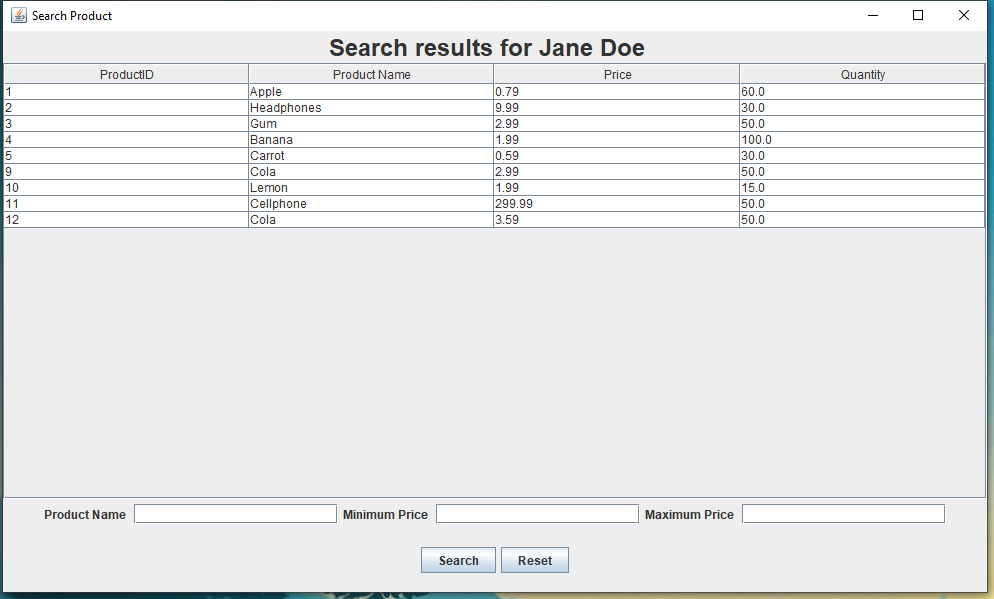 Search Product
Search results for Jane Doe
ProductID Product Name Price Quantity
1 Apple 0.79 60.0
2 Headphones 9.99 30.0
3 Gum 2.99 50.0
4 Banana 1.99 100.0
5 Carrot 0.59 30.0
9 Cola 2.99 50.0
10 Lemon 1.99 15.0
11 Cellphone 299.99 50.0
12 Cola 3.59 50.0
Product Name Minimum Price Maximum Price
Search Reset